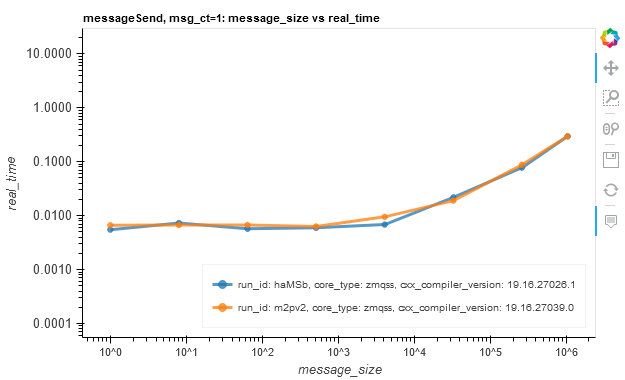 messageSend, msg_ct=1: message_size vs real_time
10.0000
1.0000
0.1000
0.0100
0.0010
0.0001
real_time
run_id: haMSb, core_type: zmqss, cxx_compiler_version: 19.16.27026.1
run_id: m2pv2, core_type: zmqss, cxx_compiler_version: 19.16.27039.0
10^0 10^1 10^2 10^3 10^4 10^5 10^6
message_size